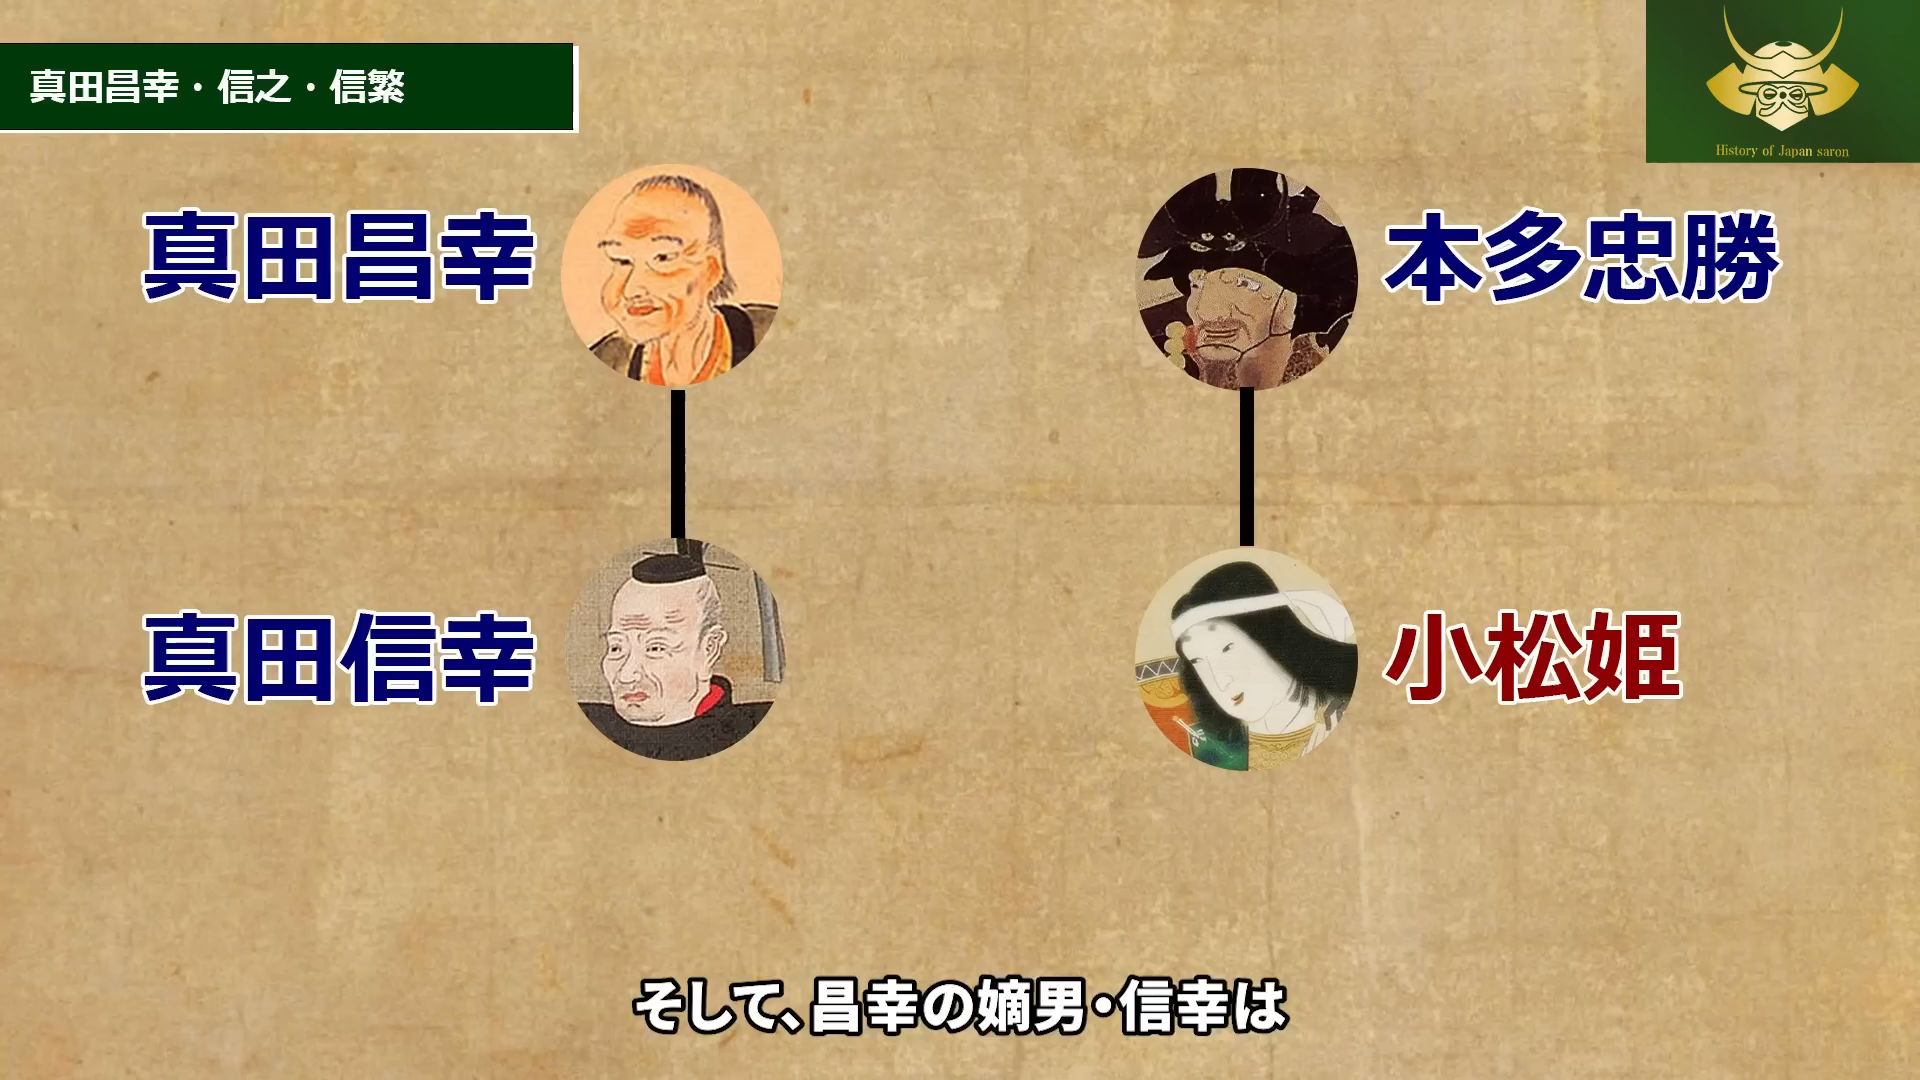 真田昌幸・信之・信繁
History of Japan saron
真田昌幸
本多忠勝
真田信幸
小松姫
そして、昌幸の嫡男・信幸は